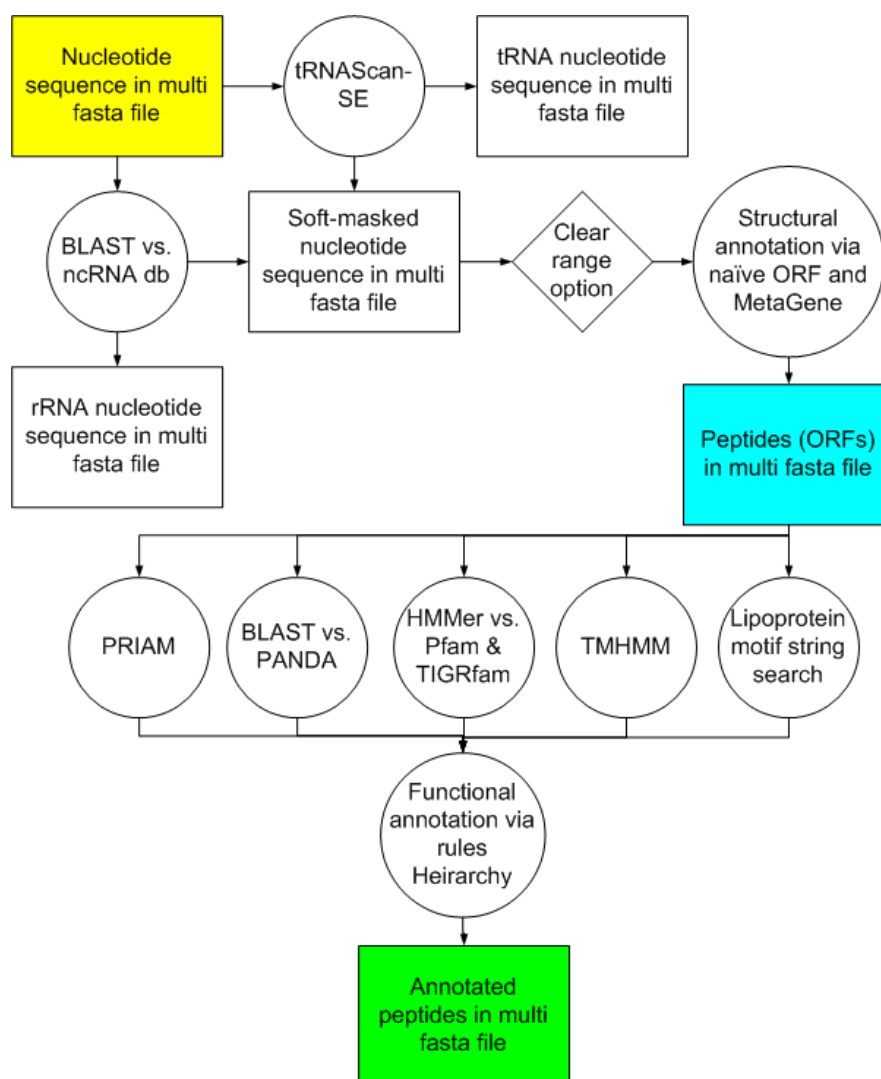 Nucleotide
sequence in multi
fasta file
tRNAScan-
SE
tRNA nucleotide
sequence in multi
fasta file
BLAST vs.
ncRNA db
Soft-masked
nucleotide
sequence in multi
fasta file
Clear
range
option
Structural
annotation via
naïve ORF and
MetaGene
rRNA nucleotide
sequence in multi
fasta file
Peptides (ORFs)
in multi fasta file
PRIAM
BLAST vs.
PANDA
HMMer vs.
Pfam &
TIGRfam
TMHMM
Lipoprotein
motif string
search
Functional
annotation via
rules
Heirarchy
Annotated
peptides in multi
fasta file